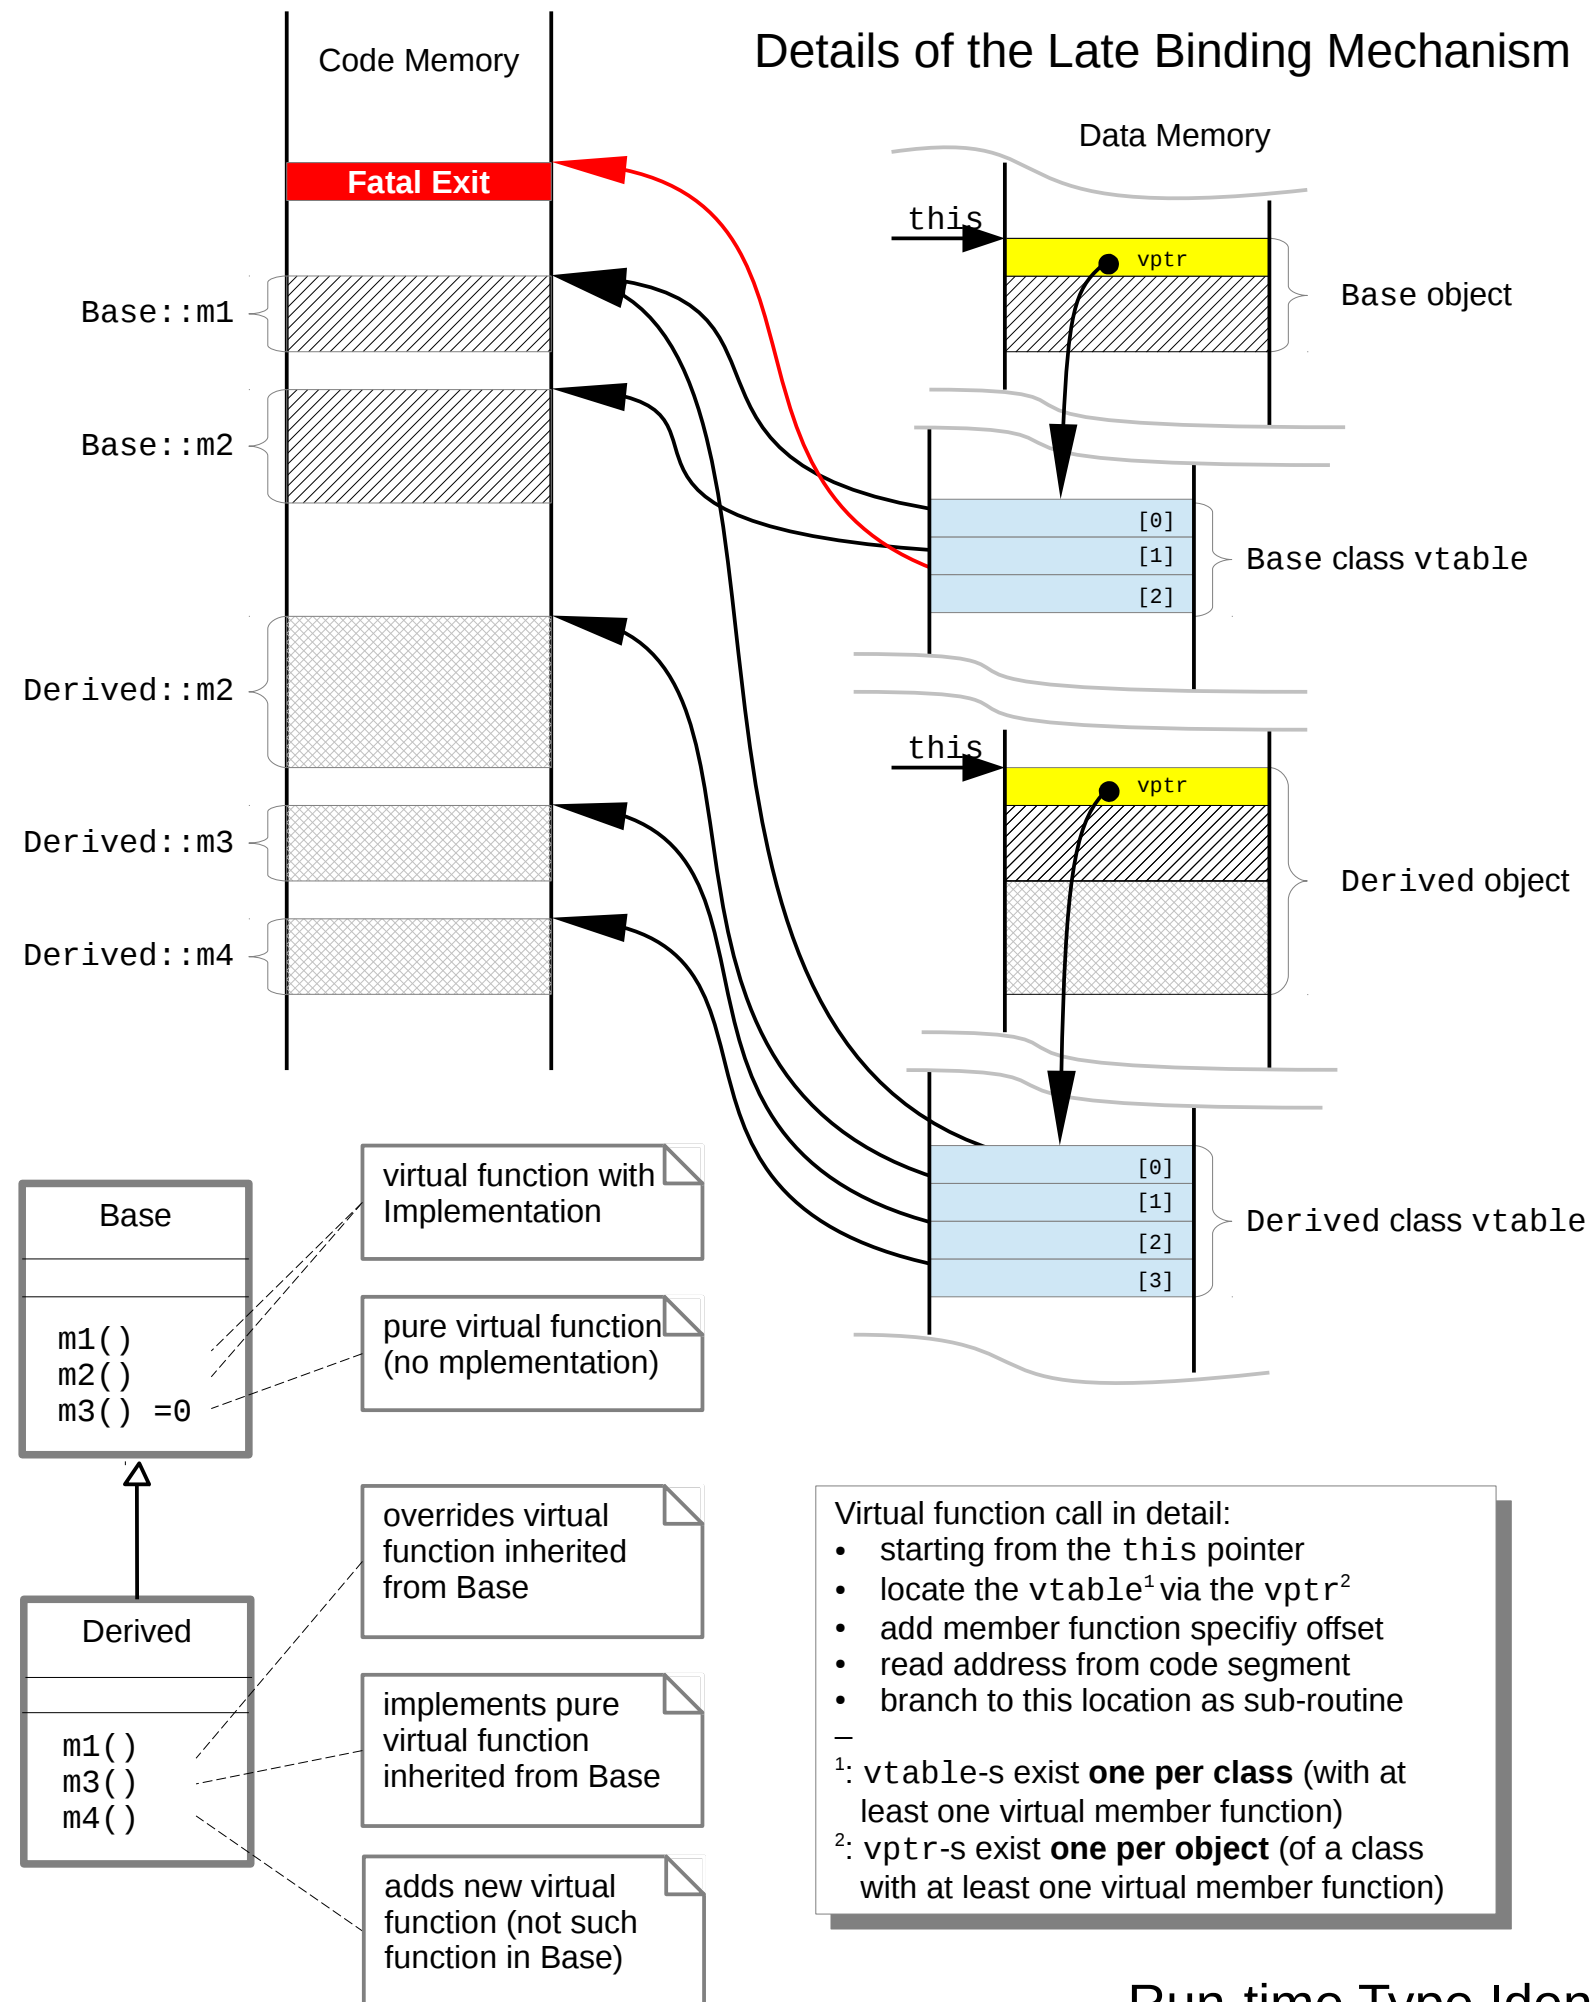 Details of the Late Binding Mechanism
Code Memory
Data Memory
Fatal Exit
this
vptr
Base object
Base::m1
Base::m2
[0]
[1]
[2]
Base class vtable
Derived::m2
this
vptr
Derived::m3
Derived object
Derived::m4
[0]
[1]
[2]
[3]
Derived class vtable
Base
m1()
m2()
m3() =0
virtual function with
Implementation
pure virtual function
(no mplementation)
Derived
m1()
m3()
m4()
overrides virtual
function inherited
from Base
implements pure
virtual function
inherited from Base
adds new virtual
function (not such
function in Base)
Virtual function call in detail:
• starting from the this pointer
• locate the vtable¹ via the vptr²
• add member function specifiy offset
• read address from code segment
• branch to this location as sub-routine
–
¹: vtable-s exist one per class (with at
least one virtual member function)
²: vptr-s exist one per object (of a class
with at least one virtual member function)
Run-time Type